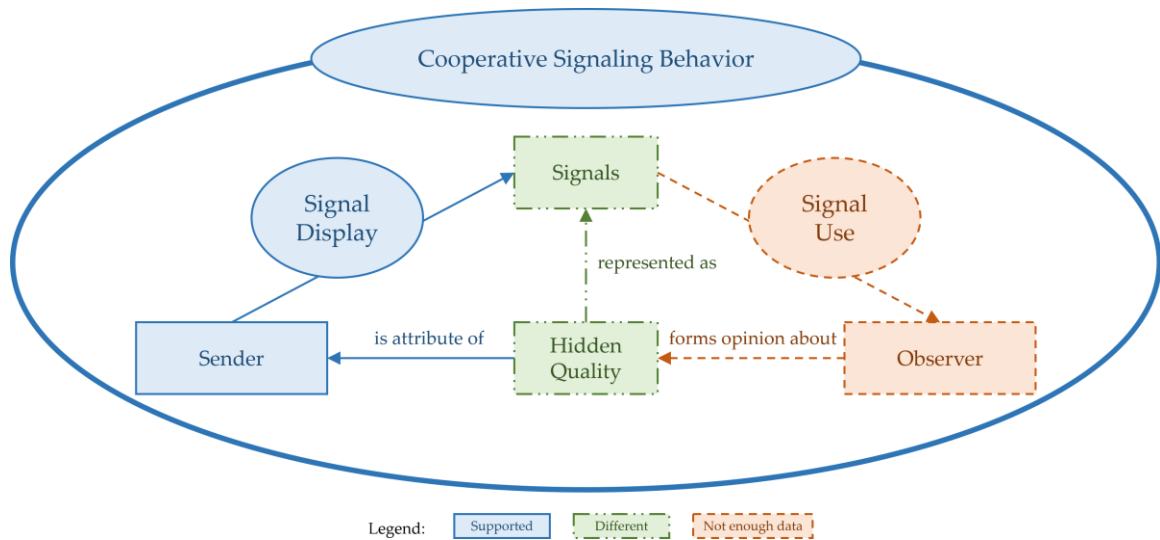 Cooperative Signaling Behavior
Signals
Signal
Display
Signal
Use
represented as
Sender
is attribute of
Hidden
Quality
forms opinion about
Observer
Legend:
Supported
Different
Not enough data